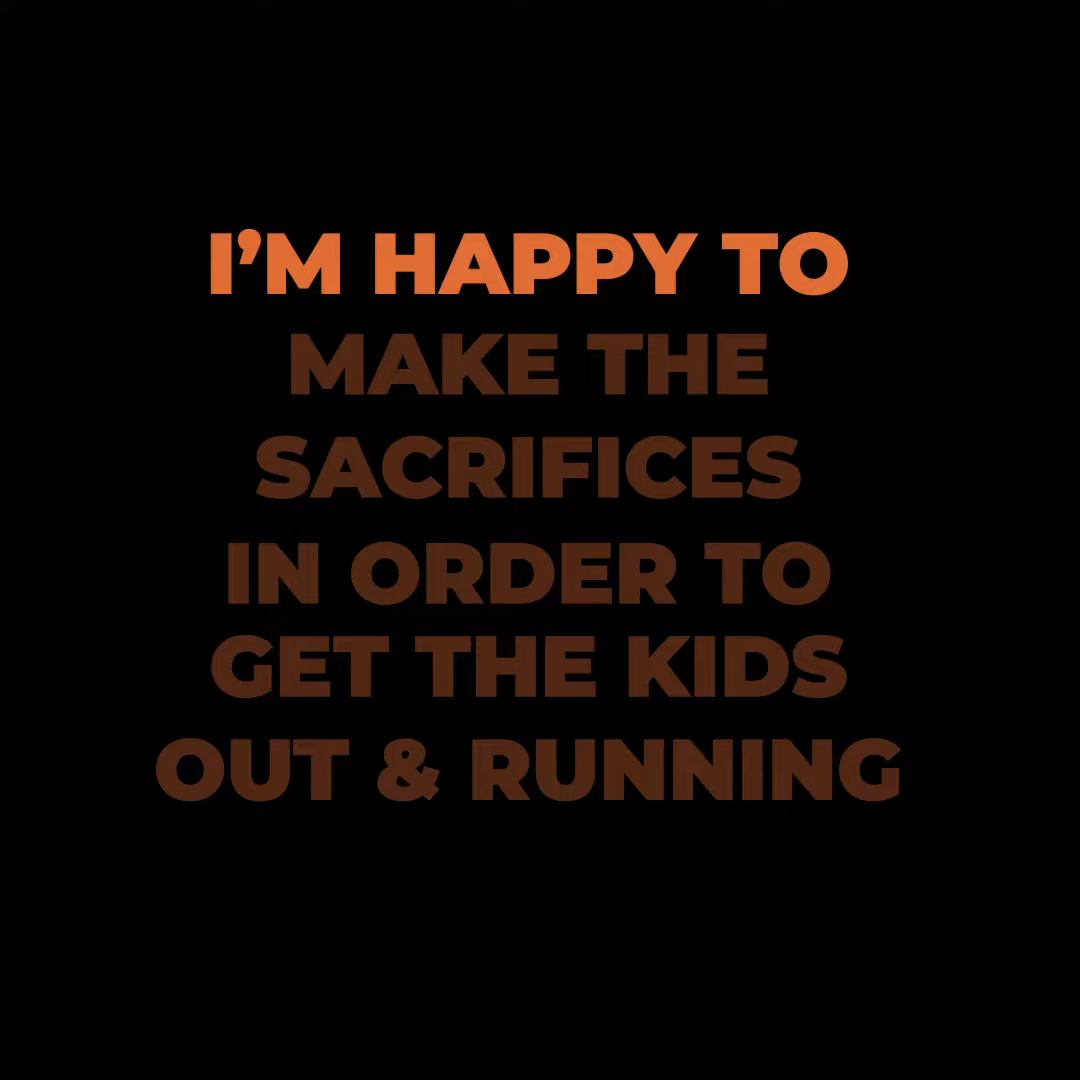 I’M HAPPY TO
MAKE THE
SACRIFICES
IN ORDER TO
GET THE KIDS
OUT & RUNNING